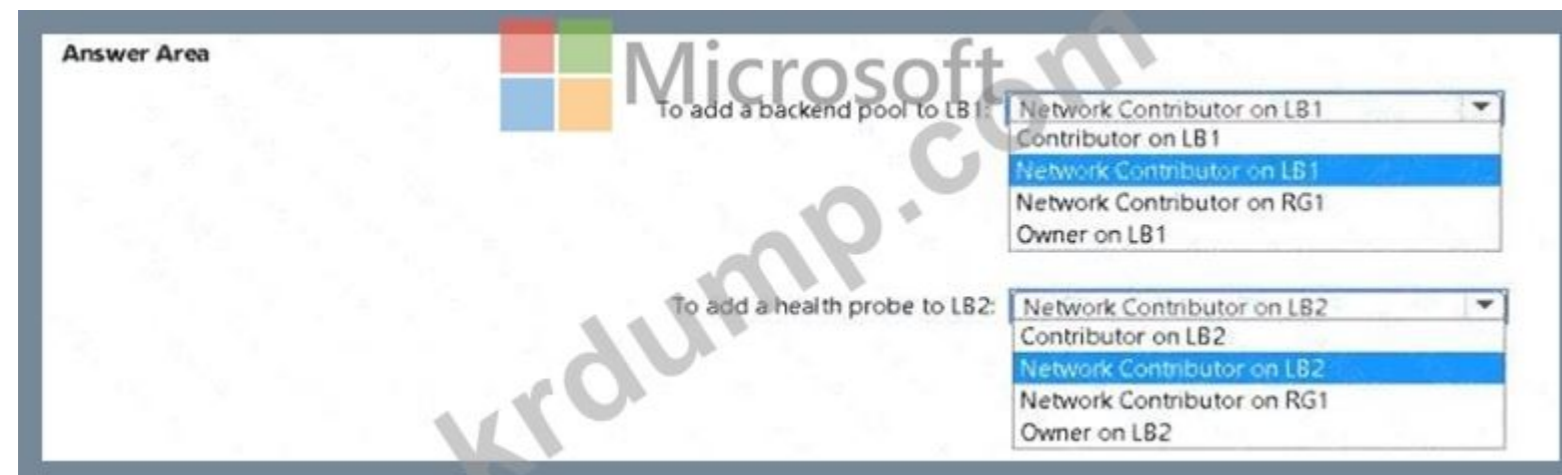 Answer Area
Microsoft
To add a backend pool to LB1: Network Contributor on LB1
Contributor on LB1
Network Contributor on LB1
Network Contributor on RG1
Owner on LB1
To add a health probe to LB2: Network Contributor on LB2
Contributor on LB2
Network Contributor on LB2
Network Contributor on RG1
Owner on LB2
krdump.com